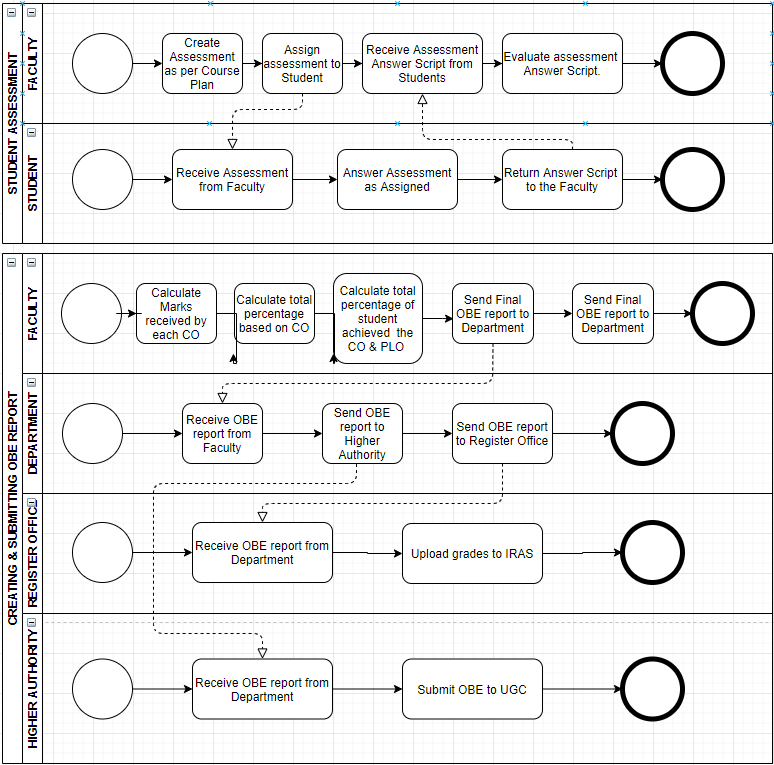 STUDENT ASSESSMENT
FACULTY
Create
Assessment
as per Course
Plan
Assign
assessment to
Student
Receive Assessment
Answer Script from
Students
Evaluate assessment
Answer Script.
STUDENT
Receive Assessment
from Faculty
Answer Assessment
as Assigned
Return Answer Script
to the Faculty
CREATING & SUBMITTING OBE REPORT
FACULTY
Calculate
Marks
received by
each CO
Calculate total
percentage
based on CO
Calculate total
percentage of
student
achieved the
CO & PLO
Send Final
OBE report to
Department
Send Final
OBE report to
Department
DEPARTMENT
Receive OBE
report from
Faculty
Send OBE
report to
Higher
Authority
Send OBE report
to Register Office
REGISTER OFFICE
Receive OBE report from
Department
Upload grades to IRAS
HIGHER AUTHORITY
Receive OBE report from
Department
Submit OBE to UGC